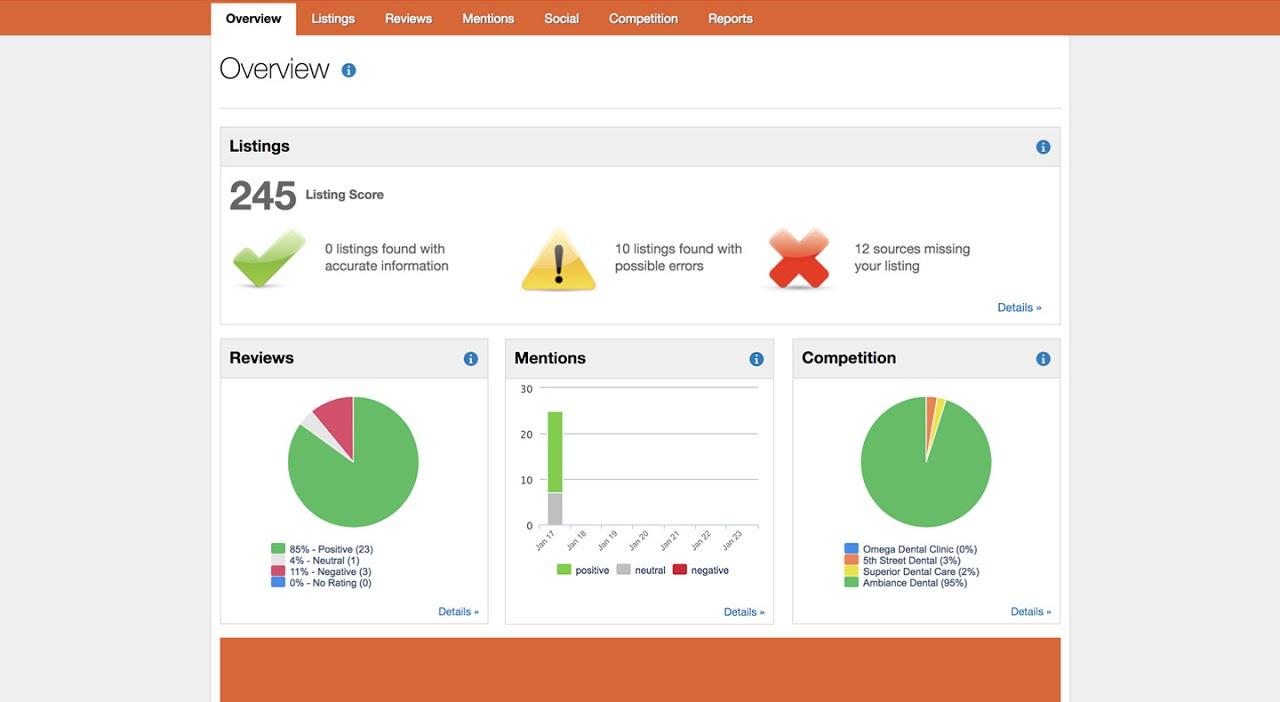 Overview Listings Reviews Mentions Social Competition Reports
Overview
Listings
245 Listing Score
0 listings found with
accurate information
10 listings found with
possible errors
12 sources missing
your listing
Details »
Reviews
85% - Positive (23)
4% - Neutral (1)
11% - Negative (3)
0% - No Rating (0)
Details »
Mentions
30
20
10
0
Jan 17 Jan 18 Jan 19 Jan 20 Jan 21 Jan 22 Jan 23
positive neutral negative
Details »
Competition
Omega Dental Clinic (0%)
5th Street Dental (3%)
Superior Dental Care (2%)
Ambiance Dental (95%)
Details »